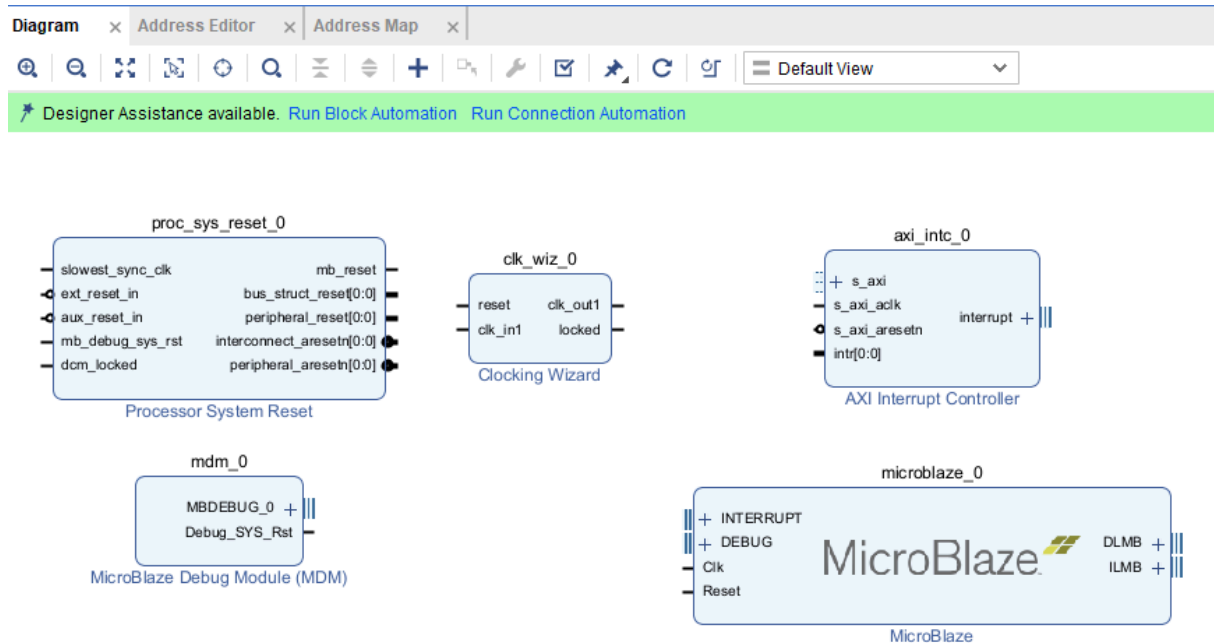 Diagram Address Editor Address Map
Default View
Designer Assistance available. Run Block Automation Run Connection Automation
proc_sys_reset_0
slowest_sync_clk mb_reset
ext_reset_in bus_struct_reset[0:0]
aux_reset_in peripheral_reset[0:0]
mb_debug_sys_rst interconnect_aresetn[0:0]
dcm_locked peripheral_aresetn[0:0]
Processor System Reset
clk_wiz_0
reset clk_out1
clk_in1 locked
Clocking Wizard
axi_intc_0
s_axi
s_axi_aclk
s_axi_aresetn interrupt
intr[0:0]
AXI Interrupt Controller
mdm_0
MBDEBUG_0
Debug_SYS_Rst
MicroBlaze Debug Module (MDM)
microblaze_0
INTERRUPT
DEBUG DLMB
Clk ILMB
Reset
MicroBlaze
MicroBlaze